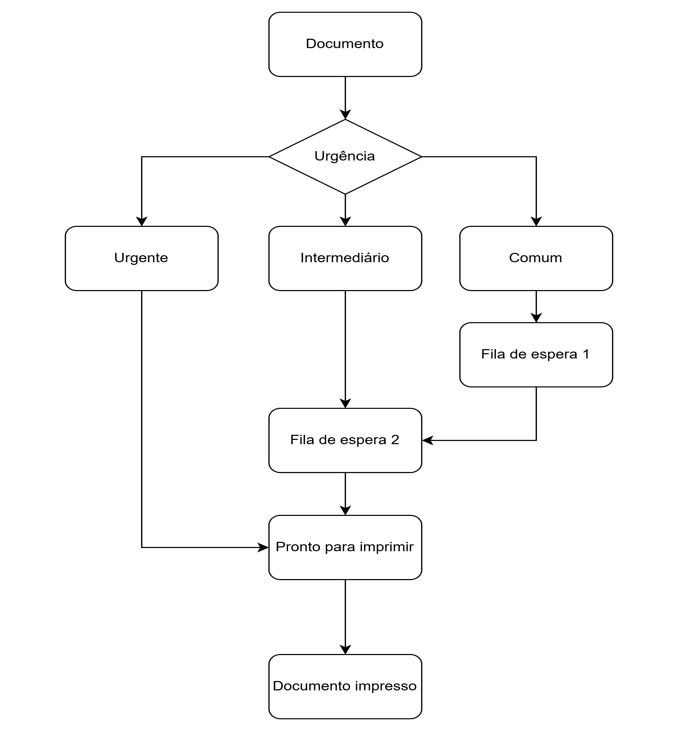 Documento
Urgência
Urgente
Intermediário
Comum
Fila de espera 1
Fila de espera 2
Pronto para imprimir
Documento impresso